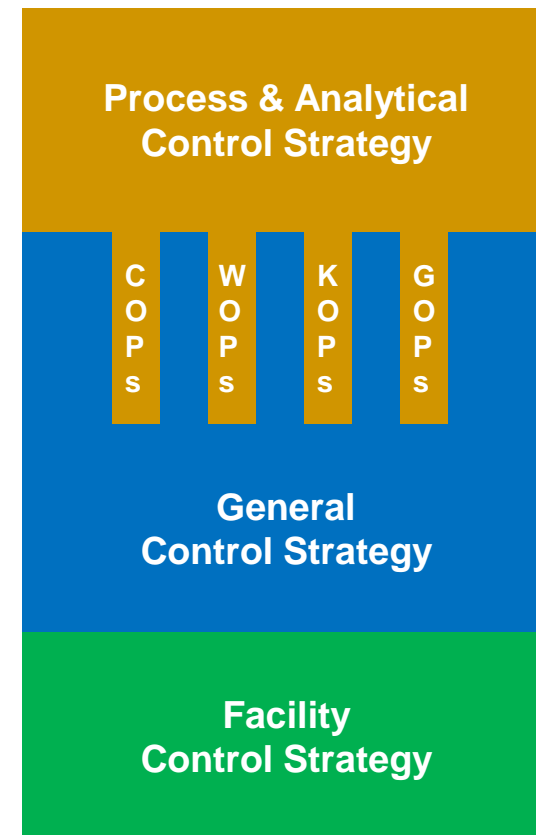 Process & Analytical
Control Strategy
COPs
WOPs
KOPs
GOPs
General
Control Strategy
Facility
Control Strategy